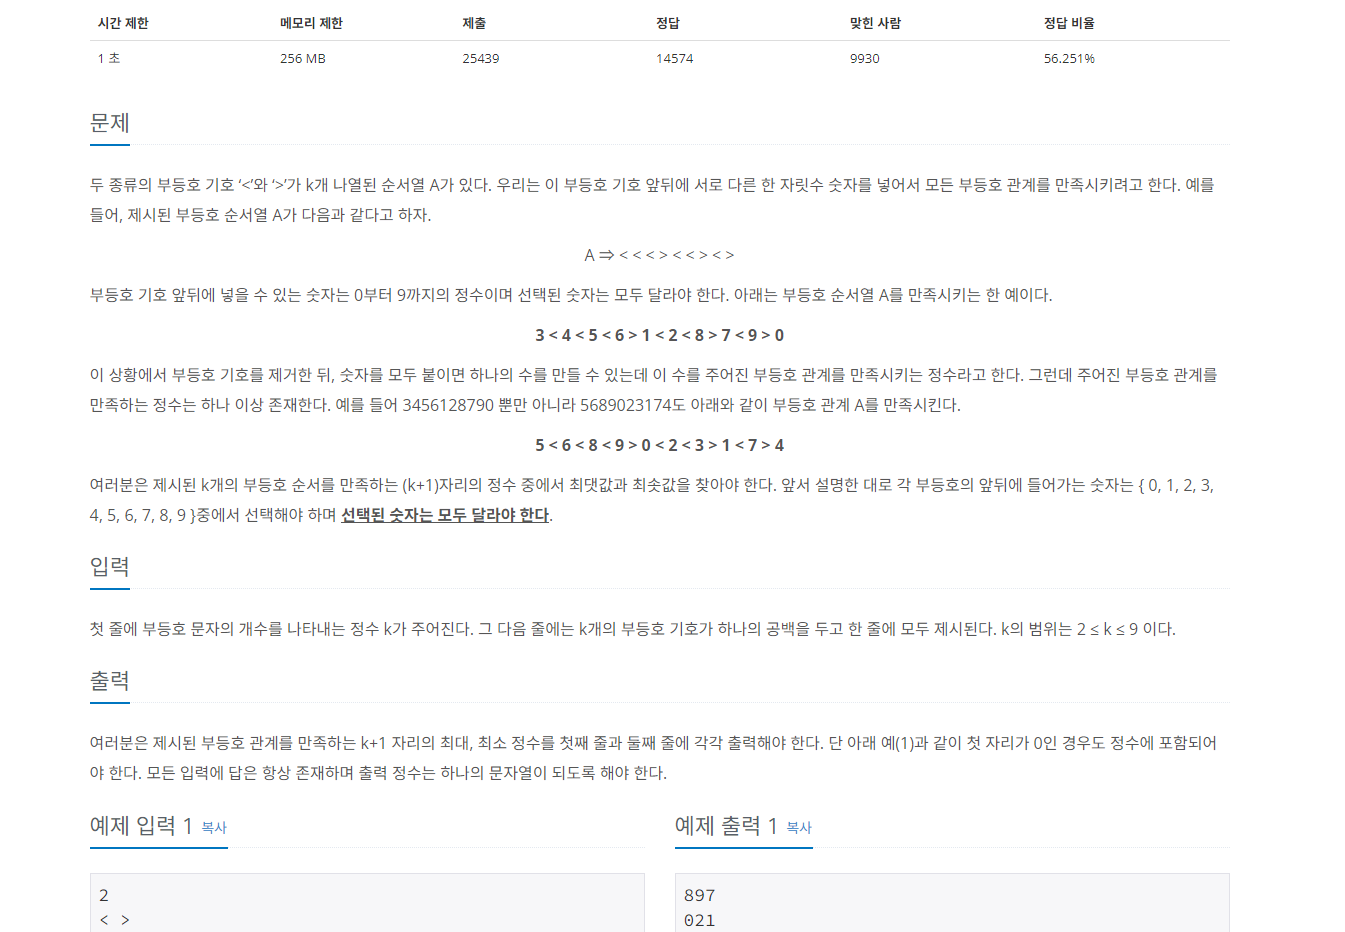 시간 제한 메모리 제한 제출 정답 맞힌 사람 정답 비율
1 초 256 MB 25439 14574 9930 56.251%
문제
두 종류의 부등호 기호 ‘<’와 ‘>’가 k개 나열된 순서열 A가 있다. 우리는 이 부등호 기호 앞뒤에 서로 다른 한 자릿수 숫자를 넣어서 모든 부등호 관계를 만족시키려고 한다. 예를
들어, 제시된 부등호 순서열 A가 다음과 같다고 하자.
A ⇒ < < < > < < > < >
부등호 기호 앞뒤에 넣을 수 있는 숫자는 0부터 9까지의 정수이며 선택된 숫자는 모두 달라야 한다. 아래는 부등호 순서열 A를 만족시키는 한 예이다.
3 < 4 < 5 < 6 > 1 < 2 < 8 > 7 < 9 > 0
이 상황에서 부등호 기호를 제거한 뒤, 숫자를 모두 붙이면 하나의 수를 만들 수 있는데 이 수를 주어진 부등호 관계를 만족시키는 정수라고 한다. 그런데 주어진 부등호 관계를
만족하는 정수는 하나 이상 존재한다. 예를 들어 3456128790 뿐만 아니라 5689023174도 아래와 같이 부등호 관계 A를 만족시킨다.
5 < 6 < 8 < 9 > 0 < 2 < 3 > 1 < 7 > 4
여러분은 제시된 k개의 부등호 순서를 만족하는 (k+1)자리의 정수 중에서 최댓값과 최솟값을 찾아야 한다. 앞서 설명한 대로 각 부등호의 앞뒤에 들어가는 숫자는 { 0, 1, 2, 3,
4, 5, 6, 7, 8, 9 }중에서 선택해야 하며 선택된 숫자는 모두 달라야 한다.
입력
첫 줄에 부등호 문자의 개수를 나타내는 정수 k가 주어진다. 그 다음 줄에는 k개의 부등호 기호가 하나의 공백을 두고 한 줄에 모두 제시된다. k의 범위는 2 ≤ k ≤ 9 이다.
출력
여러분은 제시된 부등호 관계를 만족하는 k+1 자리의 최대, 최소 정수를 첫째 줄과 둘째 줄에 각각 출력해야 한다. 단 아래 예(1)과 같이 첫 자리가 0인 경우도 정수에 포함되어
야 한다. 모든 입력에 답은 항상 존재하며 출력 정수는 하나의 문자열이 되도록 해야 한다.
예제 입력 1 복사
2
< >
예제 출력 1 복사
897
021